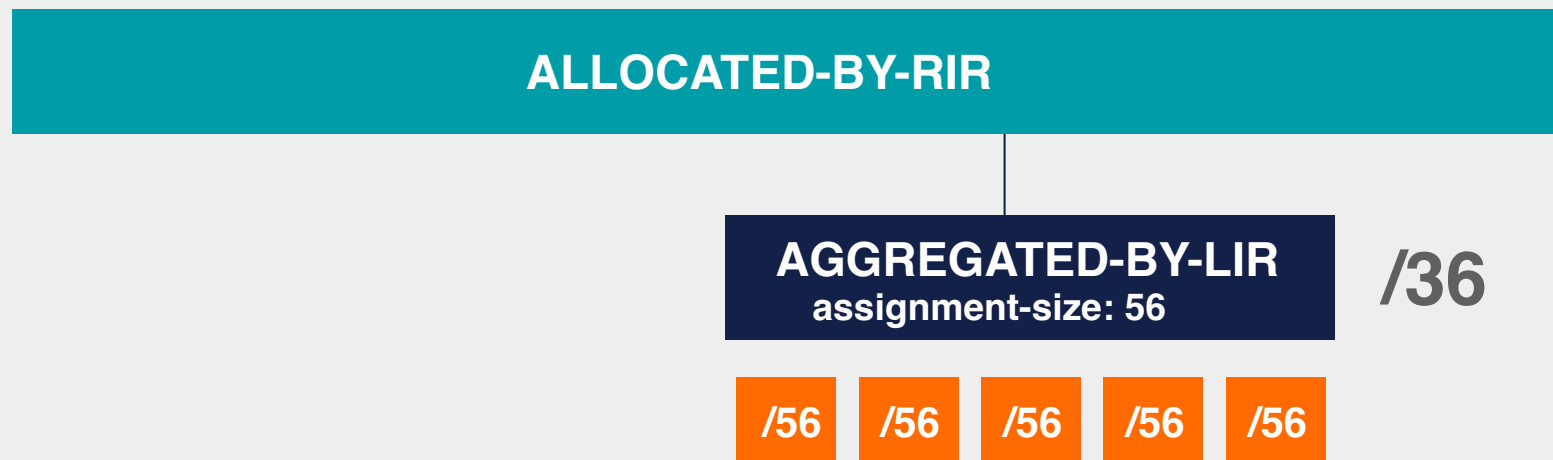 ALLOCATED-BY-RIR
AGGREGATED-BY-LIR
assignment-size: 56
/36
/56 /56 /56 /56 /56